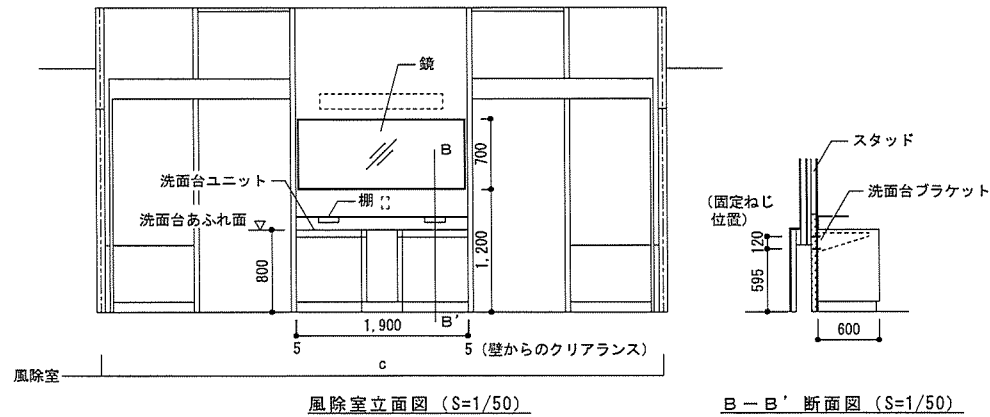 鏡
B
700
洗面台ユニット
棚
洗面台あふれ面
800
1,200
1,900
B'
5
5 (壁からのクリアランス)
風除室
c
風除室立面図 (S=1/50)
スタッド
洗面台ブラケット
(固定ねじ
位置)
120
595
600
B-B' 断面図 (S=1/50)